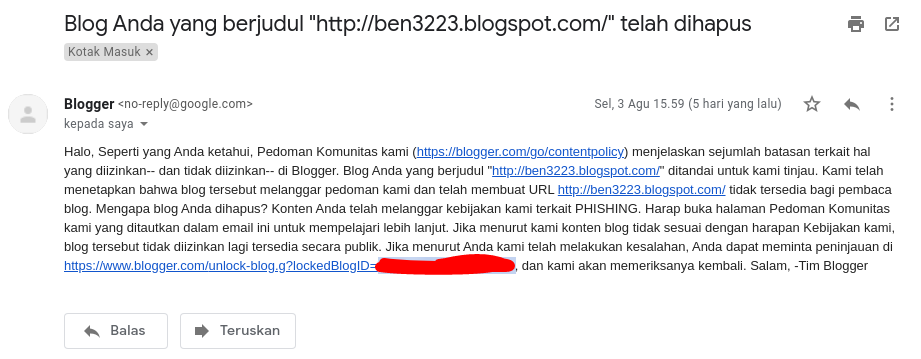 Blog Anda yang berjudul "http://ben3223.blogspot.com/" telah dihapus
Kotak Masuk ×
Blogger <no-reply@google.com>
Sel, 3 Agu 15.59 (5 hari yang lalu)
kepada saya
Halo, Seperti yang Anda ketahui, Pedoman Komunitas kami (https://blogger.com/go/contentpolicy) menjelaskan sejumlah batasan terkait hal
yang diizinkan-- dan tidak diizinkan-- di Blogger. Blog Anda yang berjudul "http://ben3223.blogspot.com/" ditandai untuk kami tinjau. Kami telah
menetapkan bahwa blog tersebut melanggar pedoman kami dan telah membuat URL http://ben3223.blogspot.com/ tidak tersedia bagi pembaca
blog. Mengapa blog Anda dihapus? Konten Anda telah melanggar kebijakan kami terkait PHISHING. Harap buka halaman Pedoman Komunitas
kami yang ditautkan dalam email ini untuk mempelajari lebih lanjut. Jika menurut kami konten blog tidak sesuai dengan harapan Kebijakan kami,
blog tersebut tidak diizinkan lagi tersedia secara publik. Jika menurut Anda kami telah melakukan kesalahan, Anda dapat meminta peninjauan di
https://www.blogger.com/unlock-blog.g?lockedBlogID= , dan kami akan memeriksanya kembali. Salam, -Tim Blogger
Balas
Teruskan